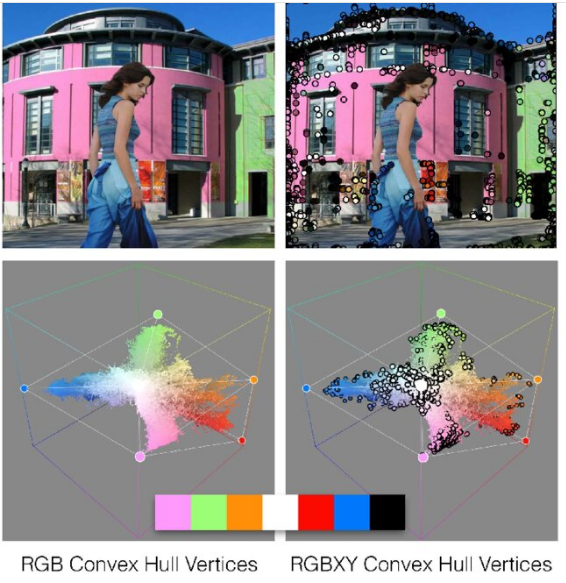 RGB Convex Hull Vertices
RGBXY Convex Hull Vertices